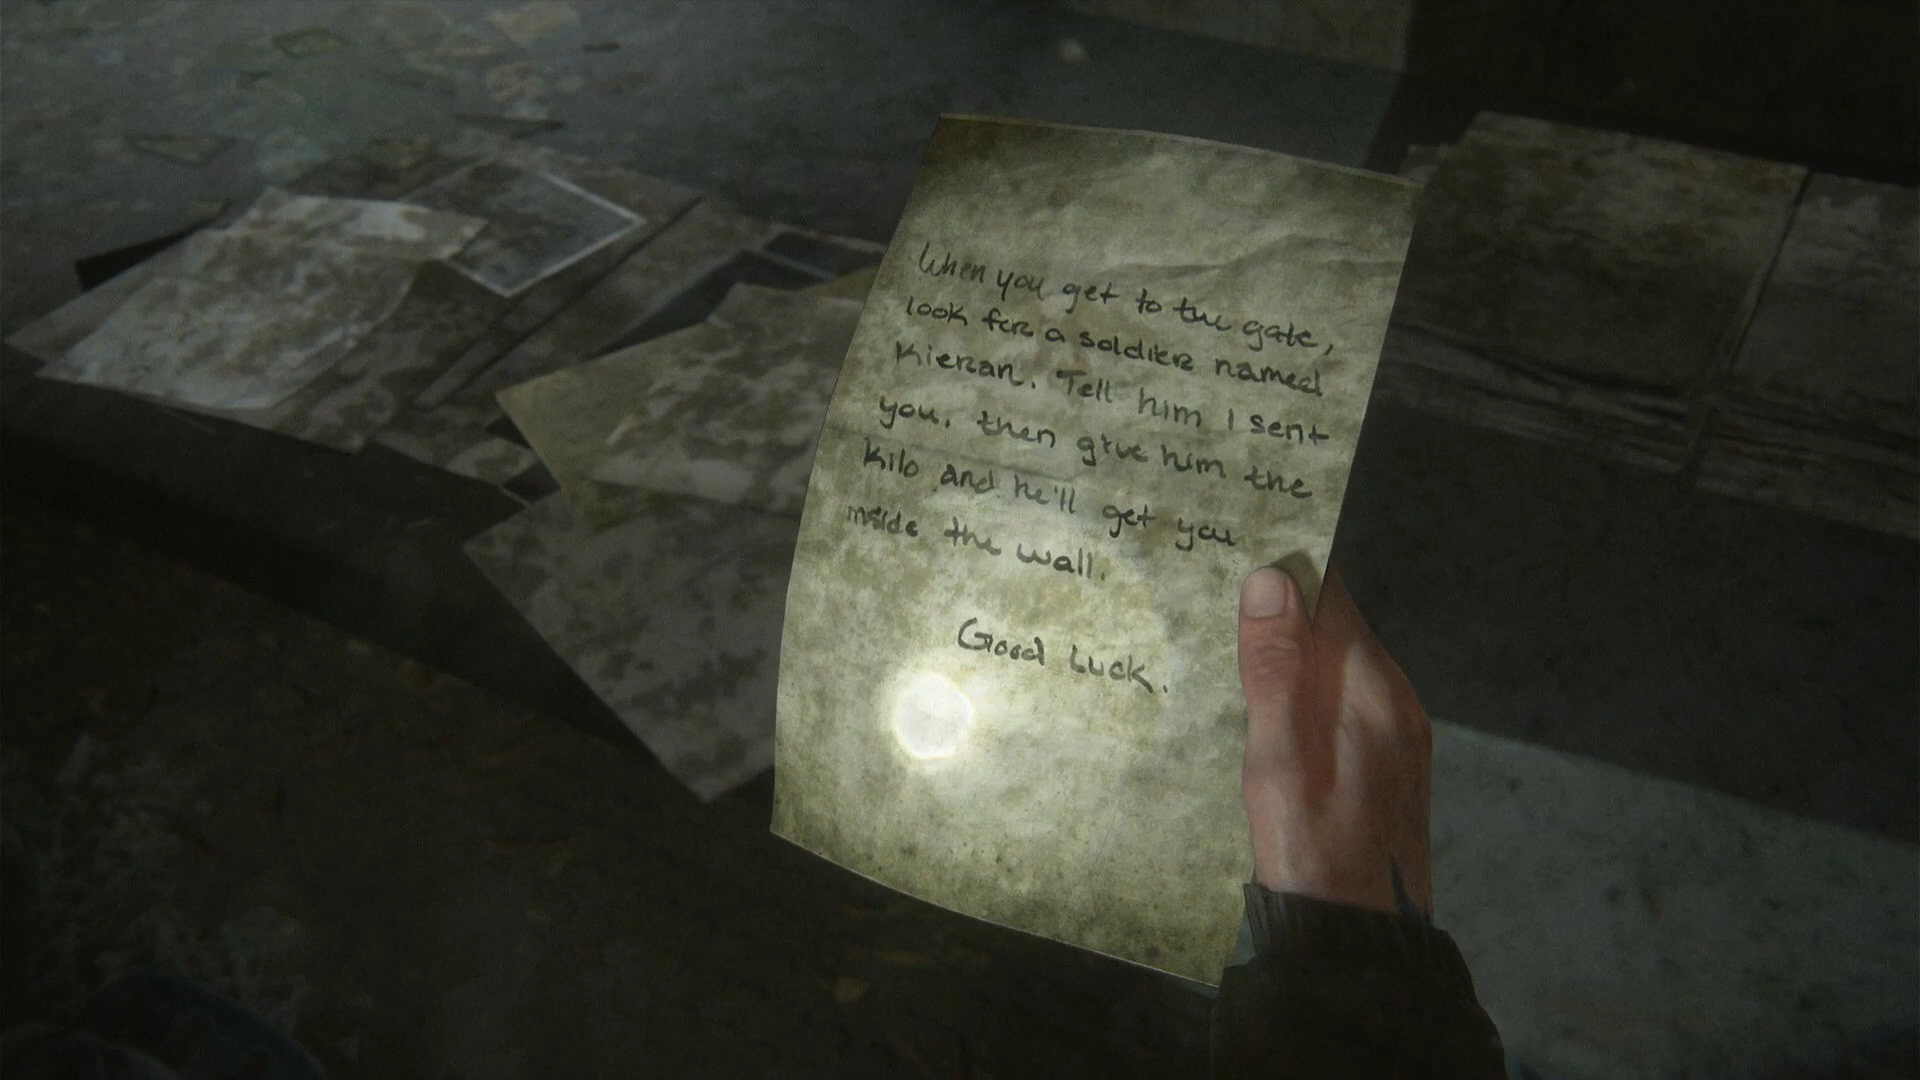 When you get to the gate,
look for a soldier named
Kieran. Tell him I sent
you, then give him the
kilo and he'll get you
inside the wall.
Good Luck.